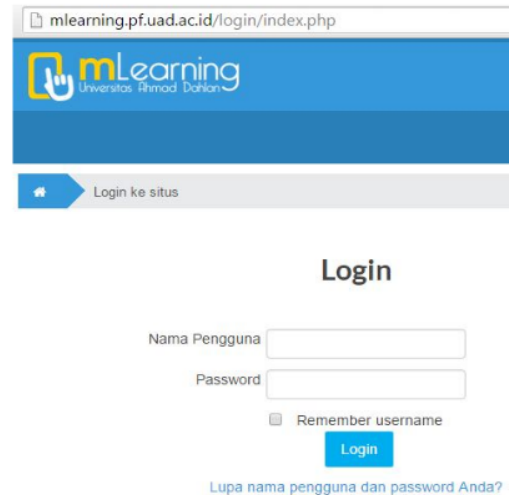 mlearning.pf.uad.ac.id/login/index.php
mLearning
Universitas Ahmad Dahlan
Login ke situs
Login
Nama Pengguna
Password
Remember username
Login
Lupa nama pengguna dan password Anda?